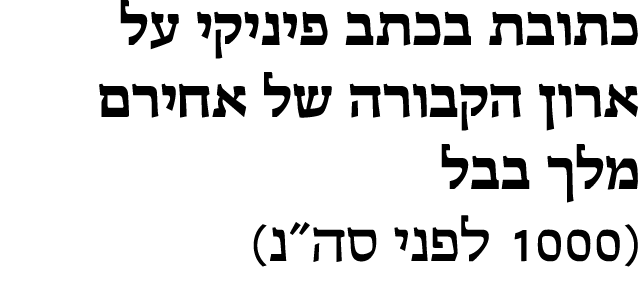 כתובת בכתב פיניקי על
ארון הקבורה של אחירם
מלך בבל
(1000 לפני סה"נ)